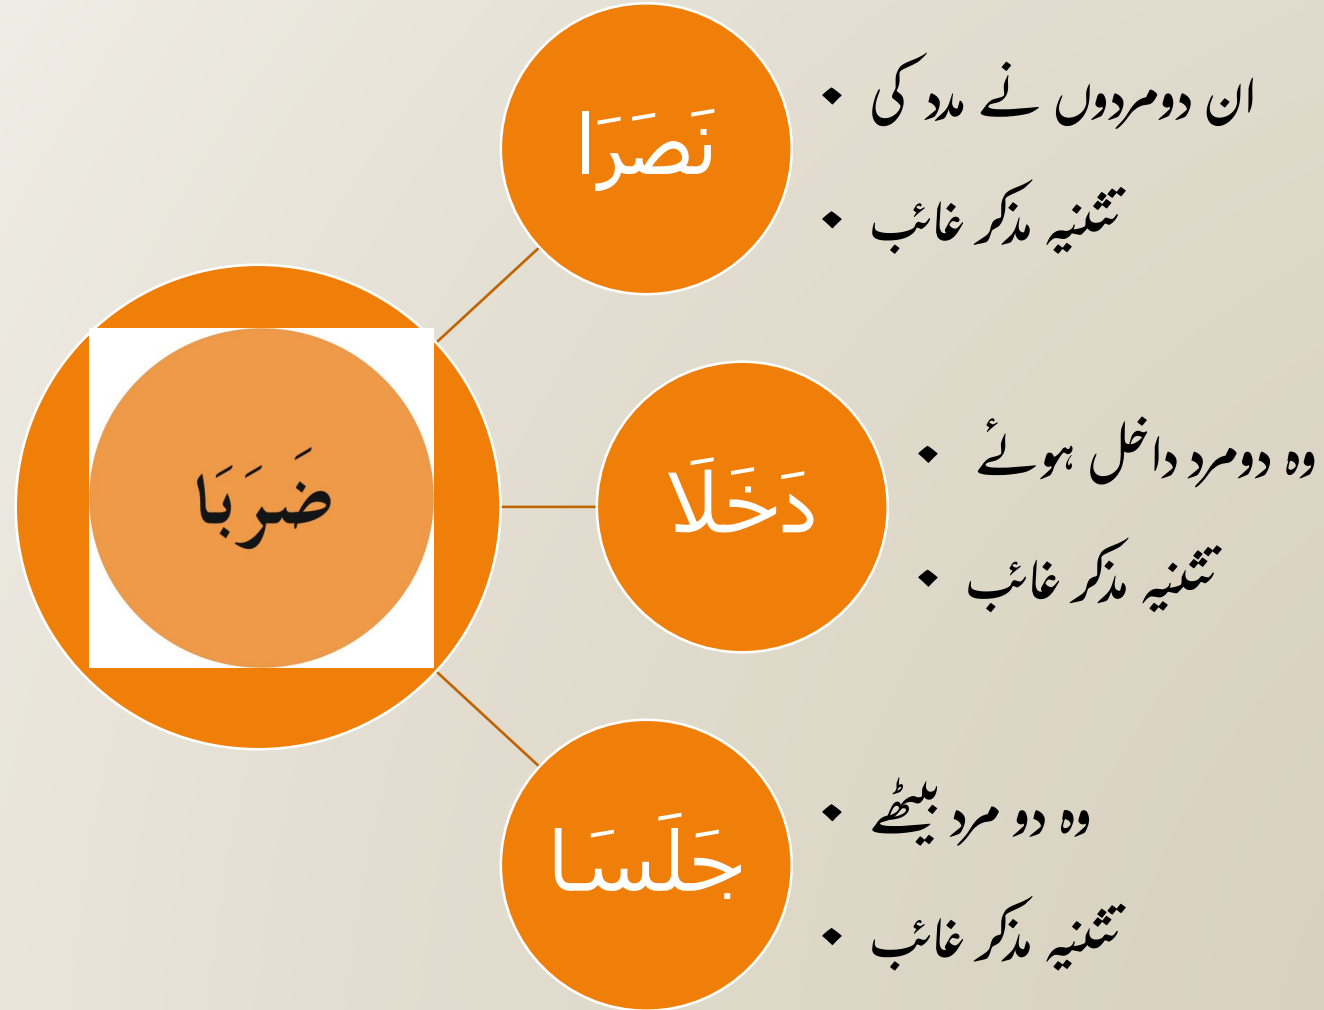 ضَرَبَا
نَصَرَا
ان دومردوں نے مدد کی
تثنیہ مذکر غائب
دَخَلَا
وہ دومرد داخل ہوئے
تثنیہ مذکر غائب
جَلَسَا
وہ دو مرد بیٹھے
تثنیہ مذکر غائب